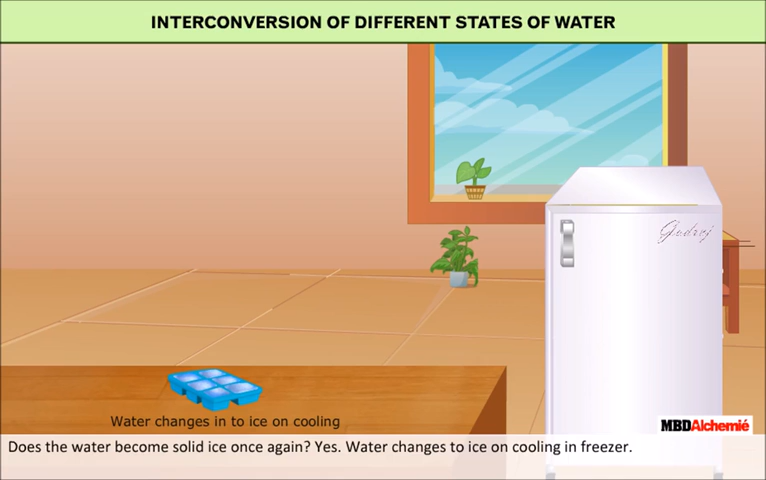 INTERCONVERSION OF DIFFERENT STATES OF WATER
Godrej
Water changes in to ice on cooling
MBDAlchemié
Does the water become solid ice once again? Yes. Water changes to ice on cooling in freezer.